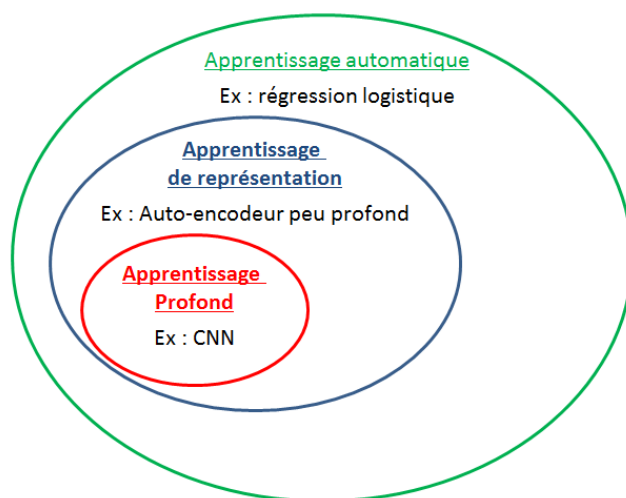 Apprentissage automatique
Ex : régression logistique
Apprentissage
de représentation
Ex : Auto-encodeur peu profond
Apprentissage
Profond
Ex : CNN